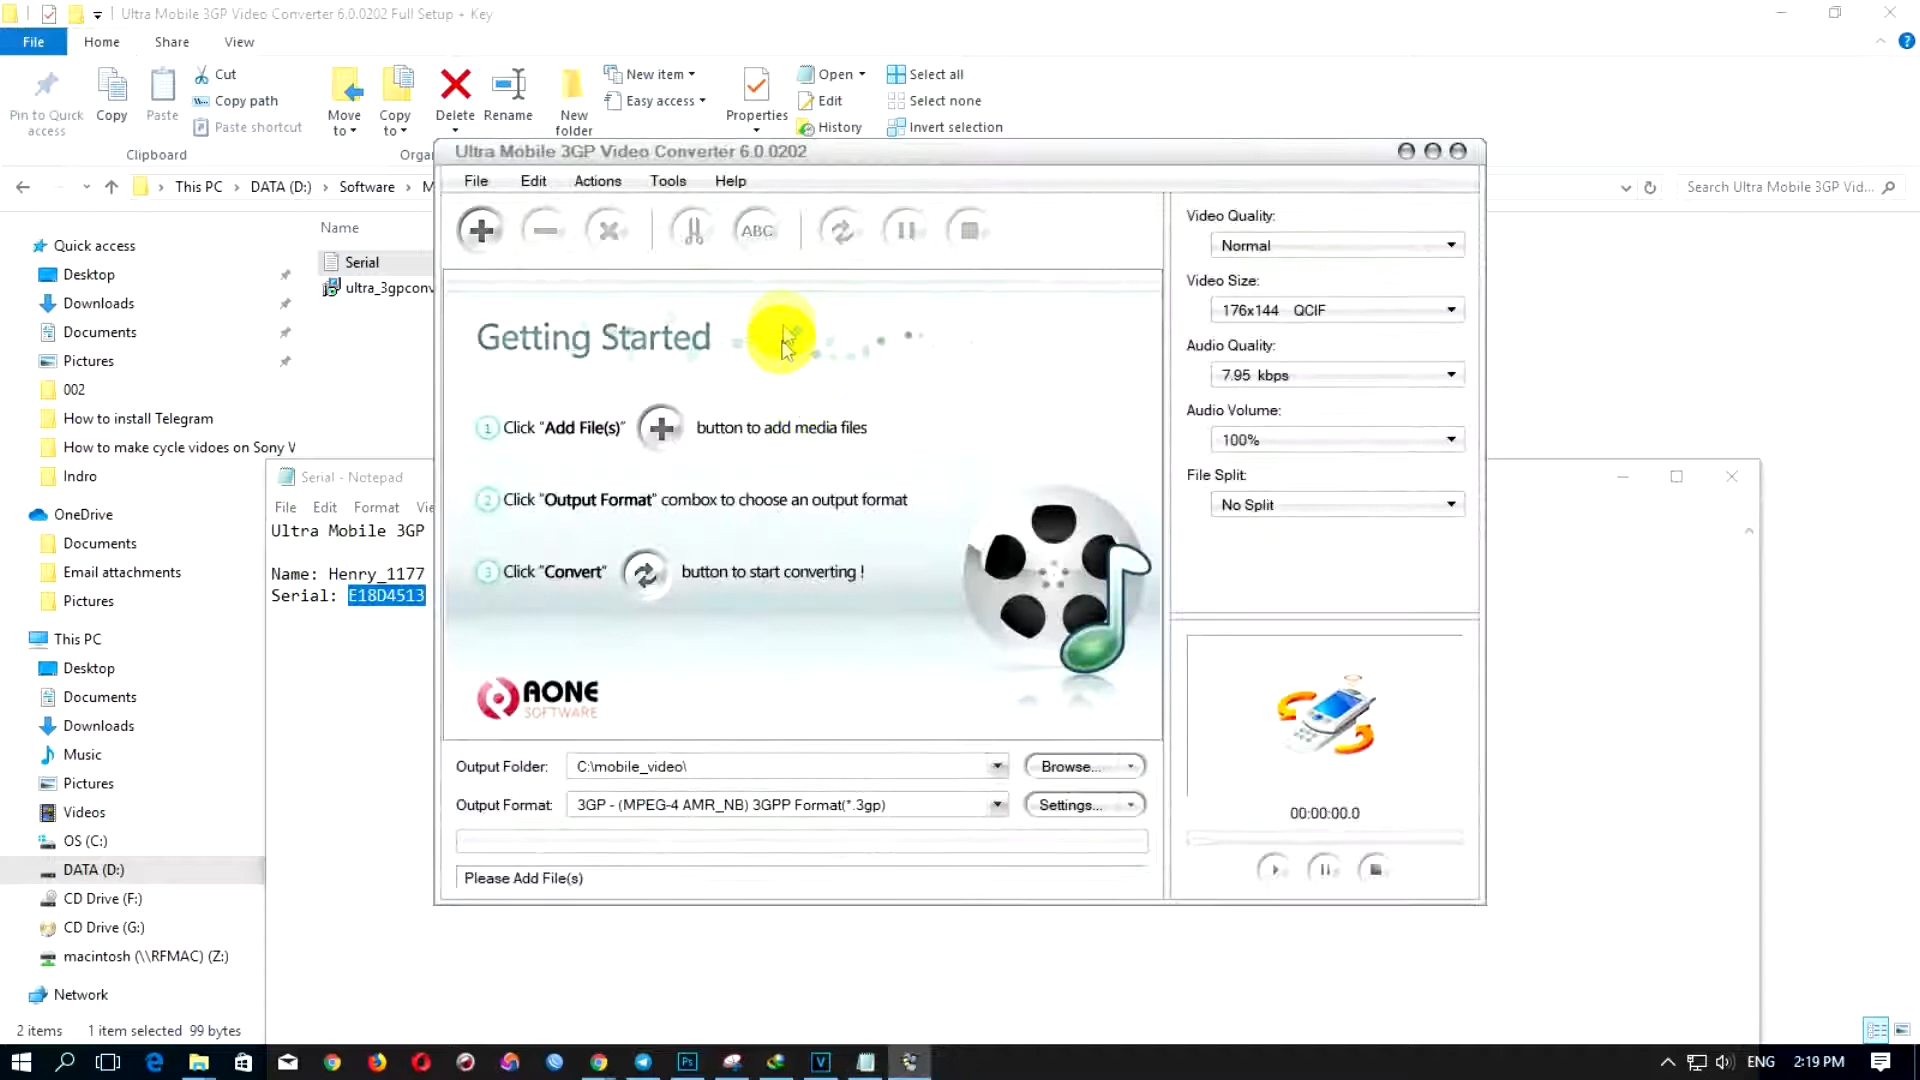 Ultra Mobile 3GP Video Converter 6.0.0202 Full Setup + Key
File Home Share View
Pin to Quick access
Copy
Paste
Cut
Copy path
Paste shortcut
Clipboard
Move to
Copy to
Delete
Rename
Organ
New folder
New item
Easy access
Properties
Open
Edit
History
Select all
Select none
Invert selection
This PC DATA (D:) Software M
Search Ultra Mobile 3GP Vid...
Name
Serial
ultra_3gpconv
Quick access
Desktop
Downloads
Documents
Pictures
002
How to install Telegram
How to make cycle vidoes on Sony V
Indro
OneDrive
Documents
Email attachments
Pictures
This PC
Desktop
Documents
Downloads
Music
Pictures
Videos
OS (C:)
DATA (D:)
CD Drive (F:)
CD Drive (G:)
macintosh (\\RFMAC) (Z:)
Network
2 items 1 item selected 99 bytes
Serial - Notepad
File Edit Format Vie
Ultra Mobile 3GP
Name: Henry_1177
Serial: E18D4513
Ultra Mobile 3GP Video Converter 6.0.0202
File Edit Actions Tools Help
ABC
Getting Started
1 Click "Add File(s)" button to add media files
2 Click "Output Format" combox to choose an output format
3 Click "Convert" button to start converting !
AONE
SOFTWARE
Output Folder: C:\mobile_video\ Browse...
Output Format: 3GP - (MPEG-4 AMR_NB) 3GPP Format(*.3gp) Settings...
Please Add File(s)
Video Quality:
Normal
Video Size:
176x144 QCIF
Audio Quality:
7.95 kbps
Audio Volume:
100%
File Split:
No Split
00:00:00.0
Ps
V
ENG 2:19 PM